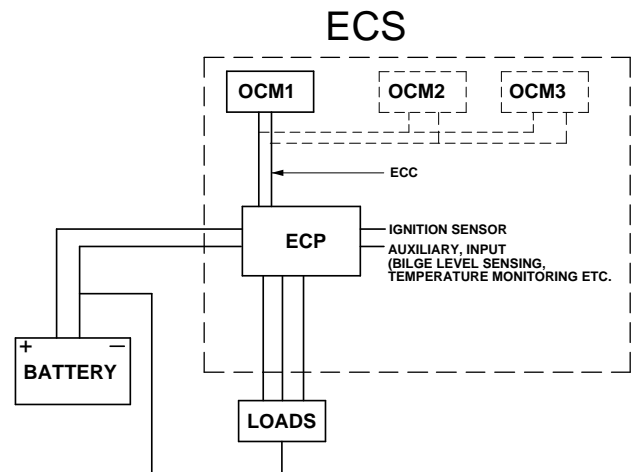 ECS
OCM1
OCM2
OCM3
ECC
ECP
IGNITION SENSOR
AUXILIARY, INPUT
(BILGE LEVEL SENSING,
TEMPERATURE MONITORING ETC.
+ –
BATTERY
LOADS